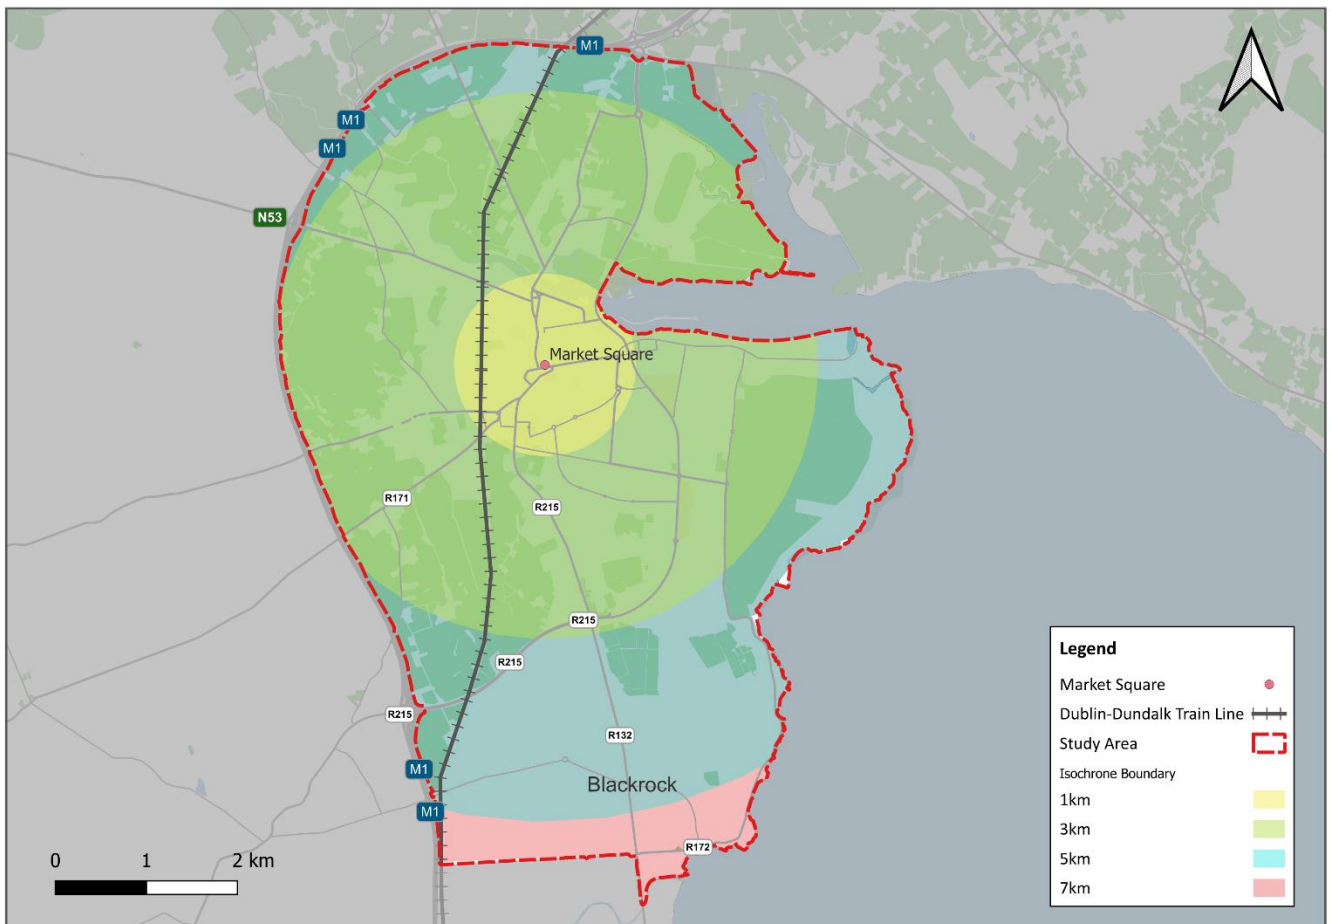 M1
M1
M1
N53
Market Square
R171
R215
R215
R215
R215
R132
M1
Blackrock
M1
R172
0 1 2 km
Legend
Market Square
Dublin-Dundalk Train Line
Study Area
Isochrone Boundary
1km
3km
5km
7km